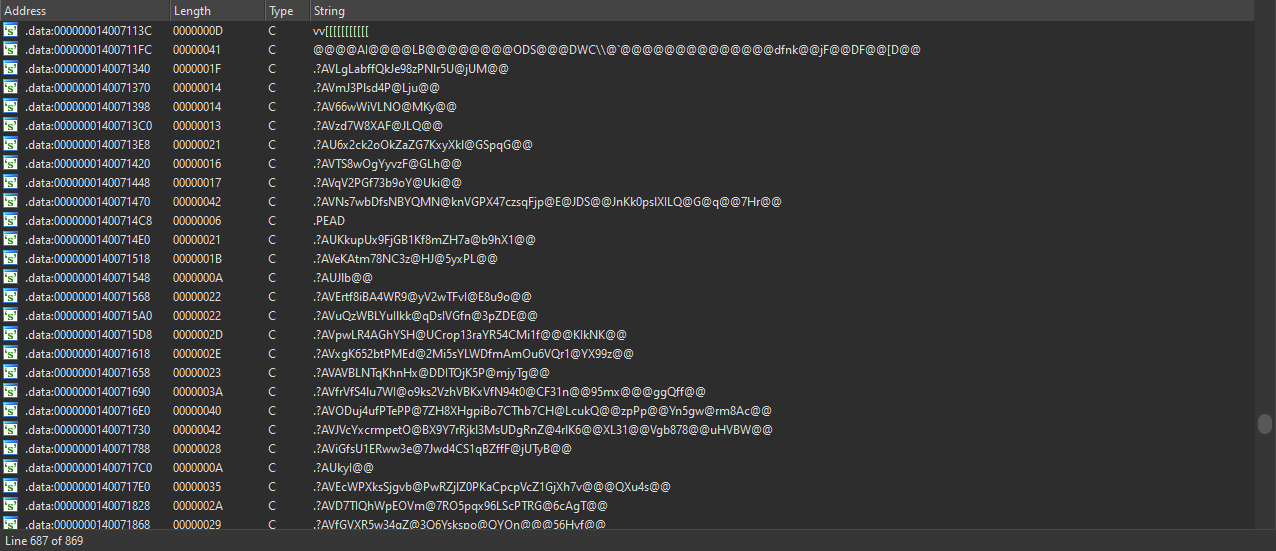 Address Length Type String
.data:000000014007113C 0000000D C vv[[[[[[[[[[[
.data:00000001400711FC 00000041 C @@@@AI@@@@LB@@@@@@@@ODS@@@DWC\\@`@@@@@@@@@@@@@@dfnk@@jF@@DF@@[D@@
.data:0000000140071340 0000001F C .?AVLgLabffQkJe98zPNIr5U@jUM@@
.data:0000000140071370 00000014 C .?AVmJ3PIsd4P@Lju@@
.data:0000000140071398 00000014 C .?AV66wWiVLNO@MKy@@
.data:00000001400713C0 00000013 C .?AVzd7W8XAF@JLQ@@
.data:00000001400713E8 00000021 C .?AU6x2ck2oOkZaZG7KxyXkI@GSpqG@@
.data:0000000140071420 00000016 C .?AVTS8wOgYyvzF@GLh@@
.data:0000000140071448 00000017 C .?AVqV2PGf73b9oY@Uki@@
.data:0000000140071470 00000042 C .?AVNs7wbDfsNBYQMN@knVGPX47czsqFjp@E@JDS@@JnKk0psIXILQ@G@q@@7Hr@@
.data:00000001400714C8 00000006 C .PEAD
.data:00000001400714E0 00000021 C .?AUKkupUx9FjGB1Kf8mZH7a@b9hX1@@
.data:0000000140071518 0000001B C .?AVeKAtm78NC3z@HJ@5yxPL@@
.data:0000000140071548 0000000A C .?AUJIb@@
.data:0000000140071568 00000022 C .?AVErtf8iBA4WR9@yV2wTFvI@E8u9o@@
.data:00000001400715A0 00000022 C .?AVuQzWBLYuIlkk@qDsIVGfn@3pZDE@@
.data:00000001400715D8 0000002D C .?AVpwLR4AGhYSH@UCrop13raYR54CMi1f@@@KIkNK@@
.data:0000000140071618 0000002E C .?AVxgK652btPMEd@2Mi5sYLWDfmAmOu6VQr1@YX99z@@
.data:0000000140071658 00000023 C .?AVAVBLNTqKhnHx@DDITOjK5P@mjyTg@@
.data:0000000140071690 0000003A C .?AVfrVfS4Iu7WI@o9ks2VzhVBKxVfN94t0@CF31n@@95mx@@@ggQff@@
.data:00000001400716E0 00000040 C .?AVODuj4ufPTePP@7ZH8XHgpiBo7CThb7CH@LcukQ@@zpPp@@Yn5gw@rm8Ac@@
.data:0000000140071730 00000042 C .?AVJVcYxcrmpetO@BX9Y7rRjkI3MsUDgRnZ@4rIK6@@XL31@@Vgb878@@uHVBW@@
.data:0000000140071788 00000028 C .?AViGfsU1ERww3e@7Jwd4CS1qBZffF@jUTyB@@
.data:00000001400717C0 0000000A C .?AUkyI@@
.data:00000001400717E0 00000035 C .?AVEcWPXksSjgvb@PwRZjIZ0PKaCpcpVcZ1GjXh7v@@@QXu4s@@
.data:0000000140071828 0000002A C .?AVD7TIQhWpEOVm@7RO5pqx96LScPTRG@6cAgT@@
.data:0000000140071868 00000029 C .?AVfGVXR5w34gZ@3O6Yskspo@QYOn@@@56Hvf@@
Line 687 of 869